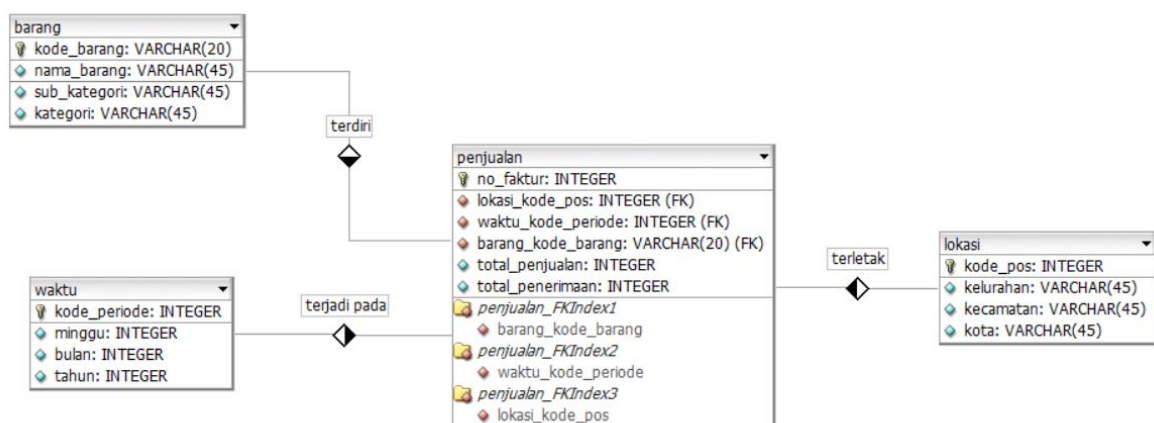 barang
kode_barang: VARCHAR(20)
nama_barang: VARCHAR(45)
sub_kategori: VARCHAR(45)
kategori: VARCHAR(45)
terdiri
penjualan
no_faktur: INTEGER
lokasi_kode_pos: INTEGER (FK)
waktu_kode_periode: INTEGER (FK)
barang_kode_barang: VARCHAR(20) (FK)
total_penjualan: INTEGER
total_penerimaan: INTEGER
penjualan_FKIndex1
barang_kode_barang
penjualan_FKIndex2
waktu_kode_periode
penjualan_FKIndex3
lokasi_kode_pos
terletak
lokasi
kode_pos: INTEGER
kelurahan: VARCHAR(45)
kecamatan: VARCHAR(45)
kota: VARCHAR(45)
waktu
kode_periode: INTEGER
minggu: INTEGER
bulan: INTEGER
tahun: INTEGER
terjadi pada